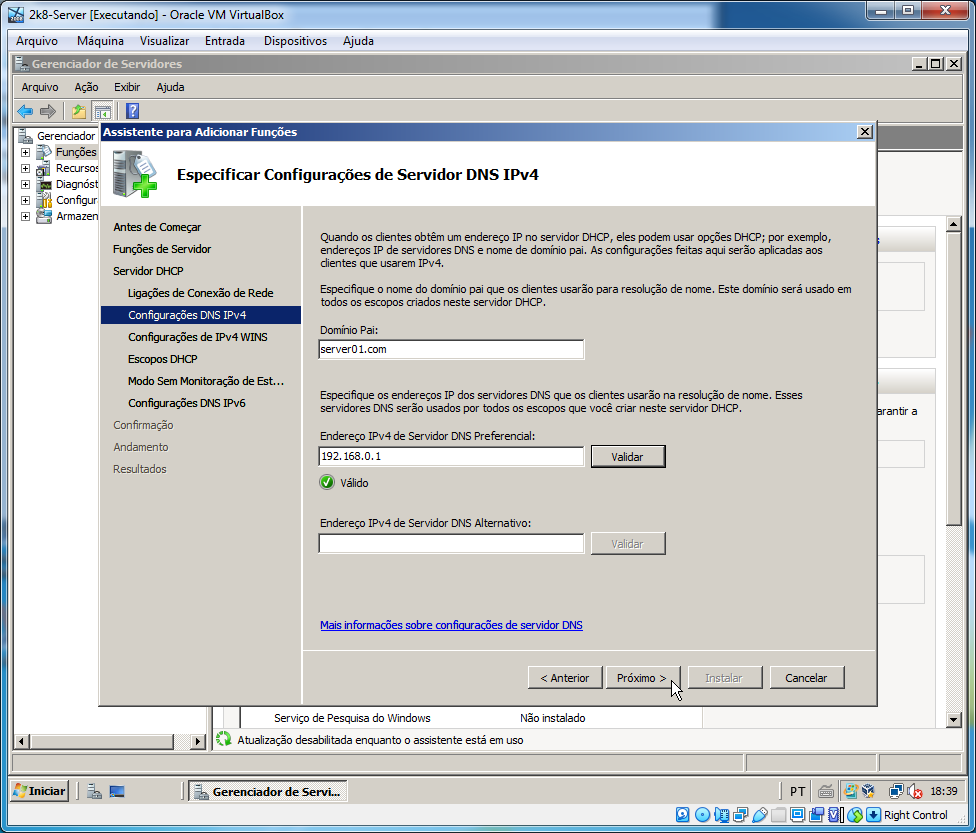 2k8-Server [Executando] - Oracle VM VirtualBox
Arquivo Máquina Visualizar Entrada Dispositivos Ajuda
Gerenciador de Servidores
Arquivo Ação Exibir Ajuda
Gerenciador
Funções
Recursos
Diagnóst
Configur
Armazen
Assistente para Adicionar Funções
Especificar Configurações de Servidor DNS IPv4
Antes de Começar
Funções de Servidor
Servidor DHCP
Ligações de Conexão de Rede
Configurações DNS IPv4
Configurações de IPv4 WINS
Escopos DHCP
Modo Sem Monitoração de Est...
Configurações DNS IPv6
Confirmação
Andamento
Resultados
Quando os clientes obtêm um endereço IP no servidor DHCP, eles podem usar opções DHCP; por exemplo,
endereços IP de servidores DNS e nome de domínio pai. As configurações feitas aqui serão aplicadas aos
clientes que usarem IPv4.
Especifique o nome do domínio pai que os clientes usarão para resolução de nome. Este domínio será usado em
todos os escopos criados neste servidor DHCP.
Domínio Pai:
server01.com
Especifique os endereços IP dos servidores DNS que os clientes usarão na resolução de nome. Esses
servidores DNS serão usados por todos os escopos que você criar neste servidor DHCP.
Endereço IPv4 de Servidor DNS Preferencial:
192.168.0.1 Validar
Válido
Endereço IPv4 de Servidor DNS Alternativo:
Validar
Mais informações sobre configurações de servidor DNS
< Anterior Próximo > Instalar Cancelar
arantir a
Serviço de Pesquisa do Windows Não instalado
Atualização desabilitada enquanto o assistente está em uso
Iniciar Gerenciador de Servi... PT 18:39
Right Control